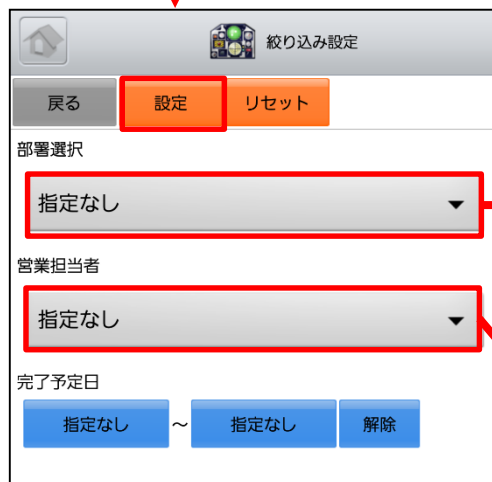 絞り込み設定
戻る 設定 リセット
部署選択
指定なし
営業担当者
指定なし
完了予定日
指定なし ～ 指定なし 解除